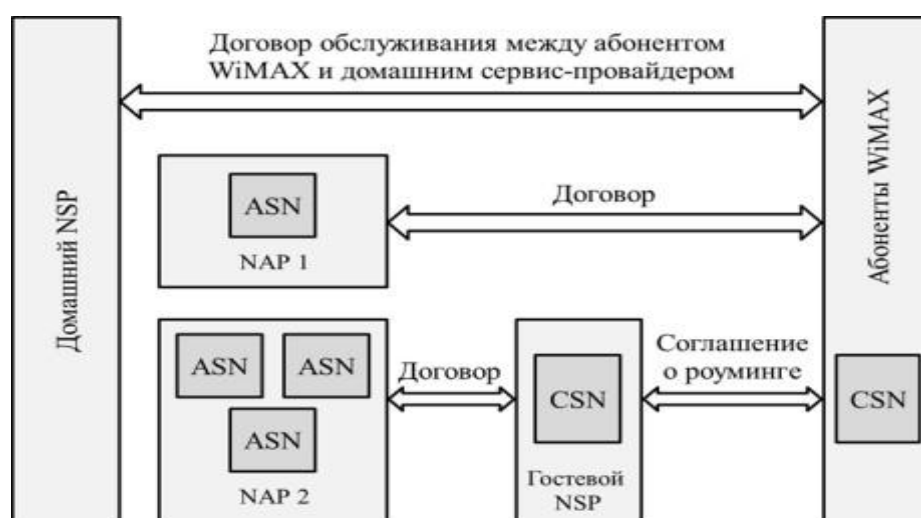 Договор обслуживания между абонентом
WiMAX и домашним сервис-провайдером
Домашний NSP
Абоненты WiMAX
ASN
NAP 1
Договор
ASN
ASN
ASN
NAP 2
Договор
CSN
Гостевой
NSP
Соглашение
о роуминге
CSN